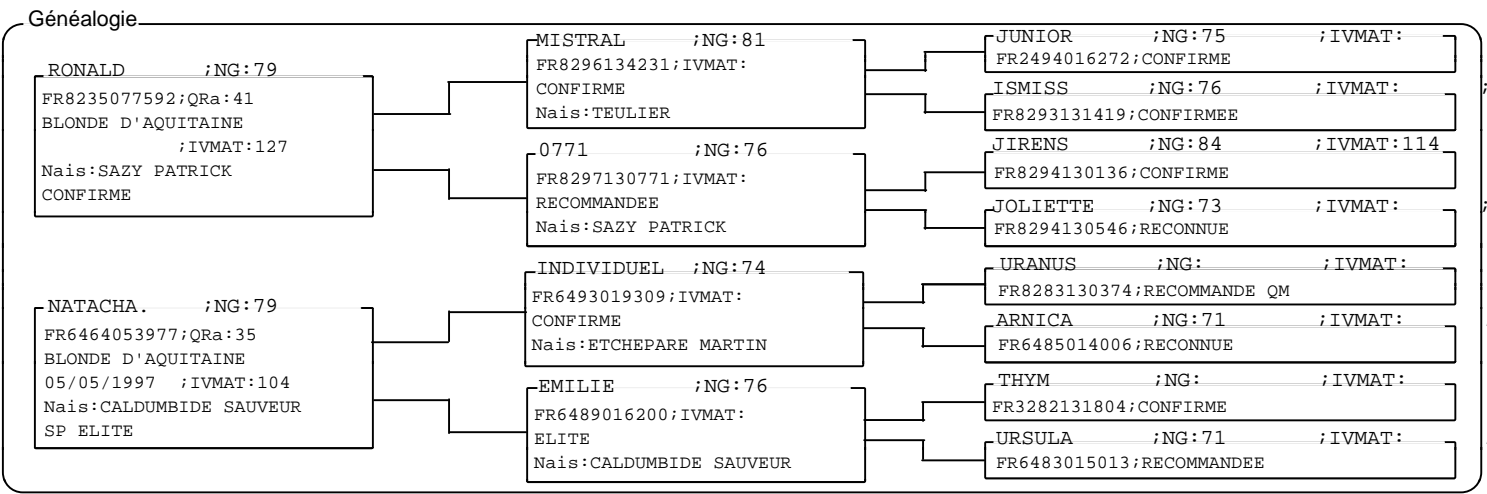 Généalogie
RONALD ;NG:79
FR8235077592;QRa:41
BLONDE D'AQUITAINE
;IVMAT:127
Nais:SAZY PATRICK
CONFIRME
NATACHA. ;NG:79
FR6464053977;QRa:35
BLONDE D'AQUITAINE
05/05/1997 ;IVMAT:104
Nais:CALDUMBIDE SAUVEUR
SP ELITE
MISTRAL ;NG:81
FR8296134231;IVMAT:
CONFIRME
Nais:TEULIER
0771 ;NG:76
FR8297130771;IVMAT:
RECOMMANDEE
Nais:SAZY PATRICK
INDIVIDUEL ;NG:74
FR6493019309;IVMAT:
CONFIRME
Nais:ETCHEPARE MARTIN
EMILIE ;NG:76
FR6489016200;IVMAT:
ELITE
Nais:CALDUMBIDE SAUVEUR
JUNIOR ;NG:75 ;IVMAT:
FR2494016272;CONFIRME
ISMISS ;NG:76 ;IVMAT: ;
FR8293131419;CONFIRMEE
JIRENS ;NG:84 ;IVMAT:114
FR8294130136;CONFIRME
JOLIETTE ;NG:73 ;IVMAT: ;
FR8294130546;RECONNUE
URANUS ;NG: ;IVMAT:
FR8283130374;RECOMMANDE QM
ARNICA ;NG:71 ;IVMAT:
FR6485014006;RECONNUE
THYM ;NG: ;IVMAT:
FR3282131804;CONFIRME
URSULA ;NG:71 ;IVMAT:
FR6483015013;RECOMMANDEE